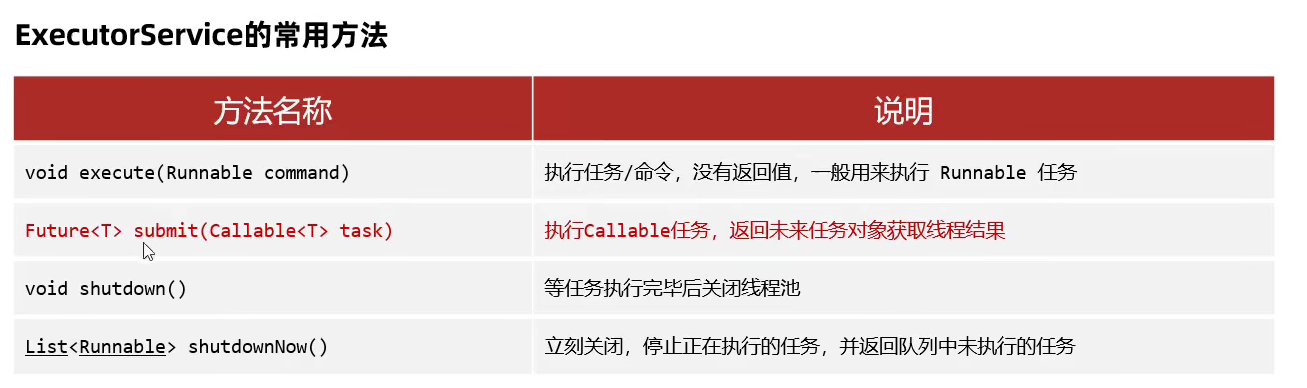 ExecutorService的常用方法
方法名称 说明
void execute(Runnable command) 执行任务/命令，没有返回值，一般用来执行 Runnable 任务
Future<T> submit(Callable<T> task) 执行Callable任务，返回未来任务对象获取线程结果
void shutdown() 等任务执行完毕后关闭线程池
List<Runnable> shutdownNow() 立刻关闭，停止正在执行的任务，并返回队列中未执行的任务